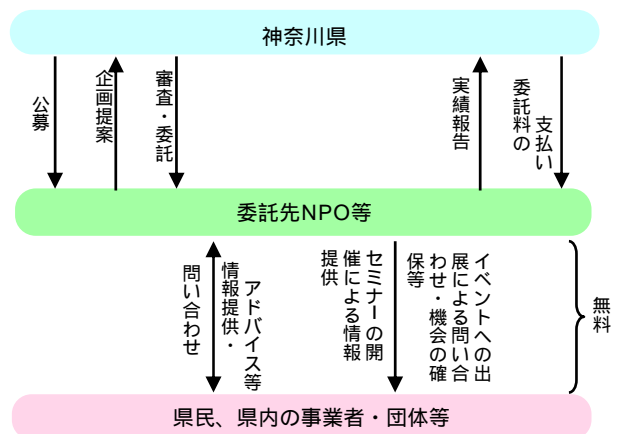 神奈川県
公募
企画提案
審査・委託
実績報告
委託料の
支払い
委託先NPO等
問い合わせ
情報提供・
アドバイス等
セミナーの開
催による情報
提供
イベントへの出
展による問い合
わせ・機会の確
保等
無料
県民、県内の事業者・団体等